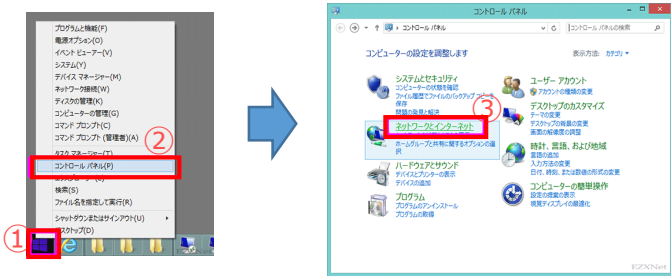 プログラムと機能(F)
電源オプション(O)
イベント ビューアー(V)
システム(Y)
デバイス マネージャー(M)
ネットワーク接続(W)
ディスクの管理(K)
コンピューターの管理(G)
コマンド プロンプト(C)
コマンド プロンプト (管理者)(A)
②
タスク マネージャー(T)
コントロール パネル(P)
検索(S)
ファイル名を指定して実行(R)
シャットダウンまたはサインアウト(U)
デスクトップ(D)
①
コントロール パネル
コントロール パネル
コントロール パネルの検索
コンピューターの設定を調整します
表示方法: カテゴリ
システムとセキュリティ
コンピューターの状態を確認
ファイル履歴でファイルのバックアップ コピーを
保存
問題の発見と解決
③
ネットワークとインターネット
ホームグループと共有に関するオプションの選
択
ハードウェアとサウンド
デバイスとプリンターの表示
デバイスの追加
プログラム
プログラムのアンインストール
プログラムの取得
ユーザー アカウント
アカウントの種類の変更
デスクトップのカスタマイズ
テーマの変更
デスクトップの背景の変更
画面の解像度の調整
時計、言語、および地域
言語の追加
入力方法の変更
日付、時刻、または数値の形式の変更
コンピューターの簡単操作
設定の提案の表示
視覚ディスプレイの最適化
EZXNet
EZXNet